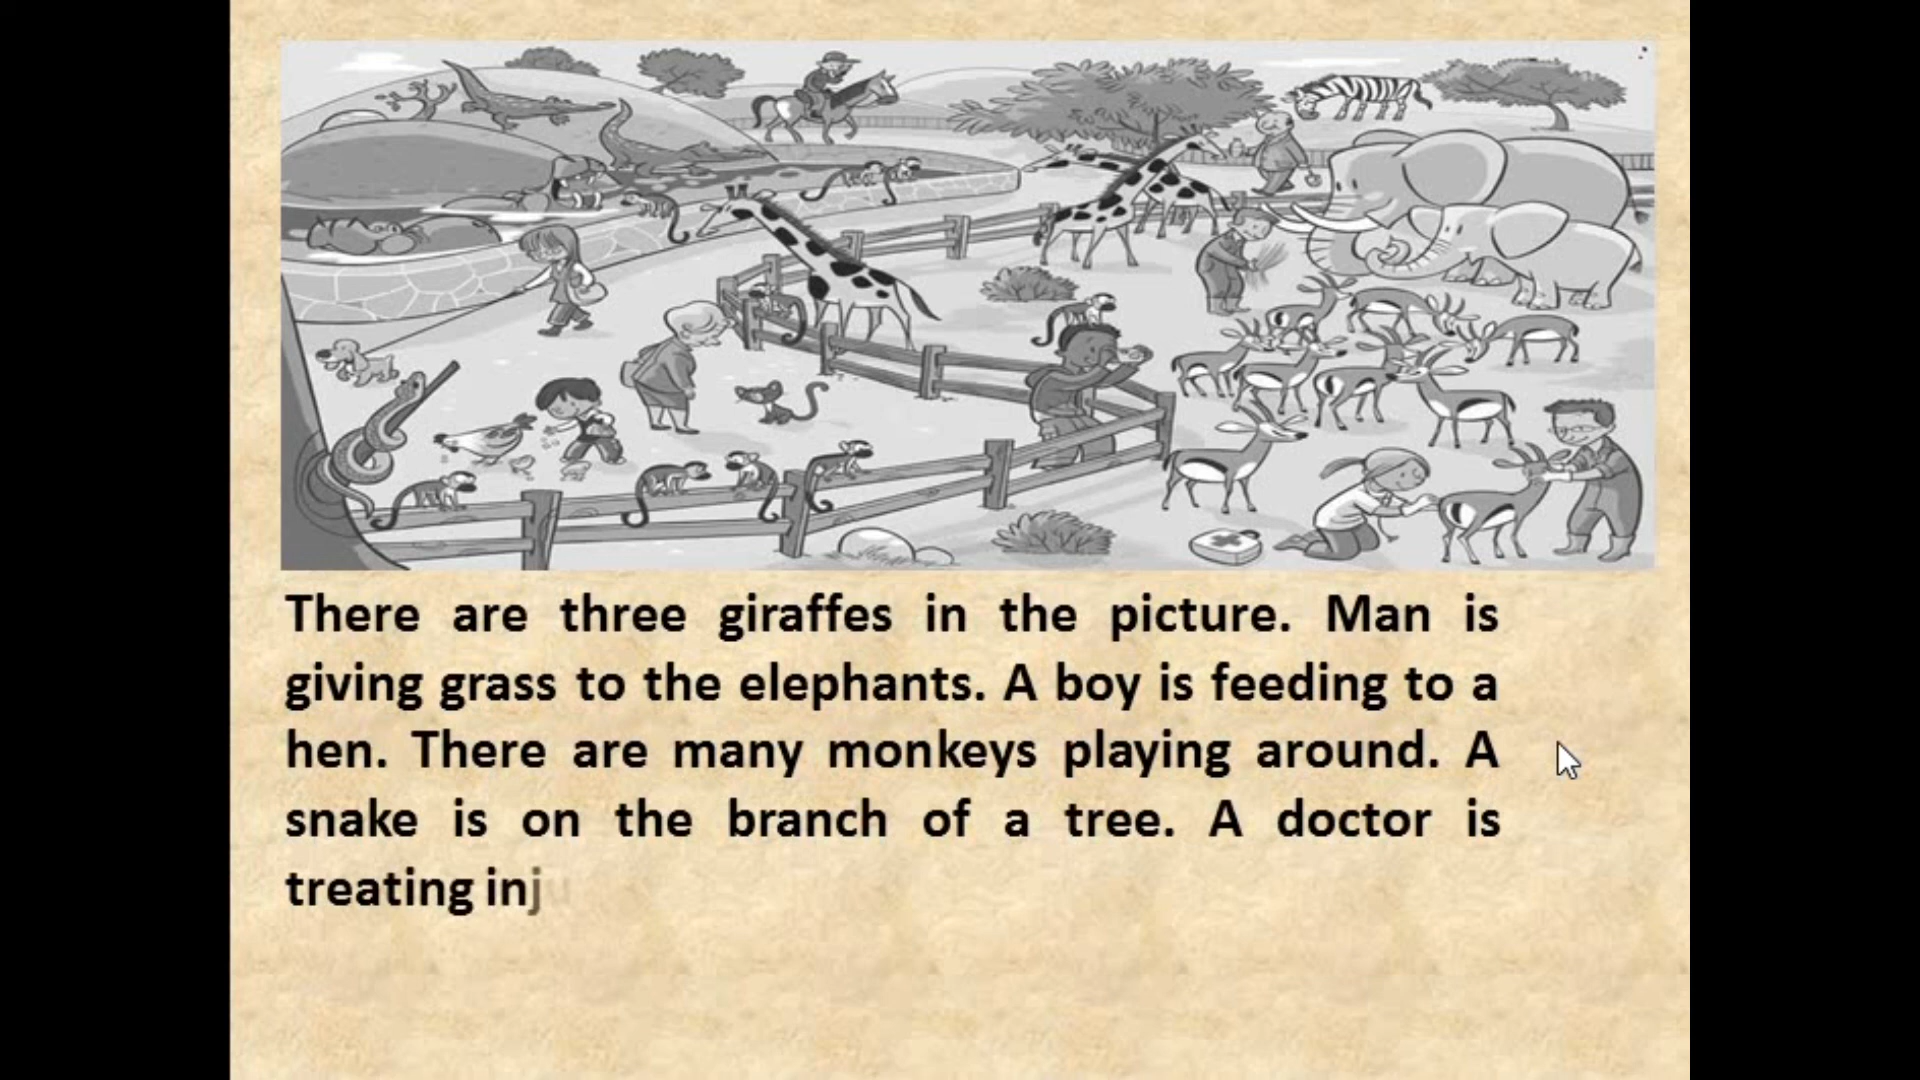 There are three giraffes in the picture. Man is
giving grass to the elephants. A boy is feeding to a
hen. There are many monkeys playing around. A
snake is on the branch of a tree. A doctor is
treating inju